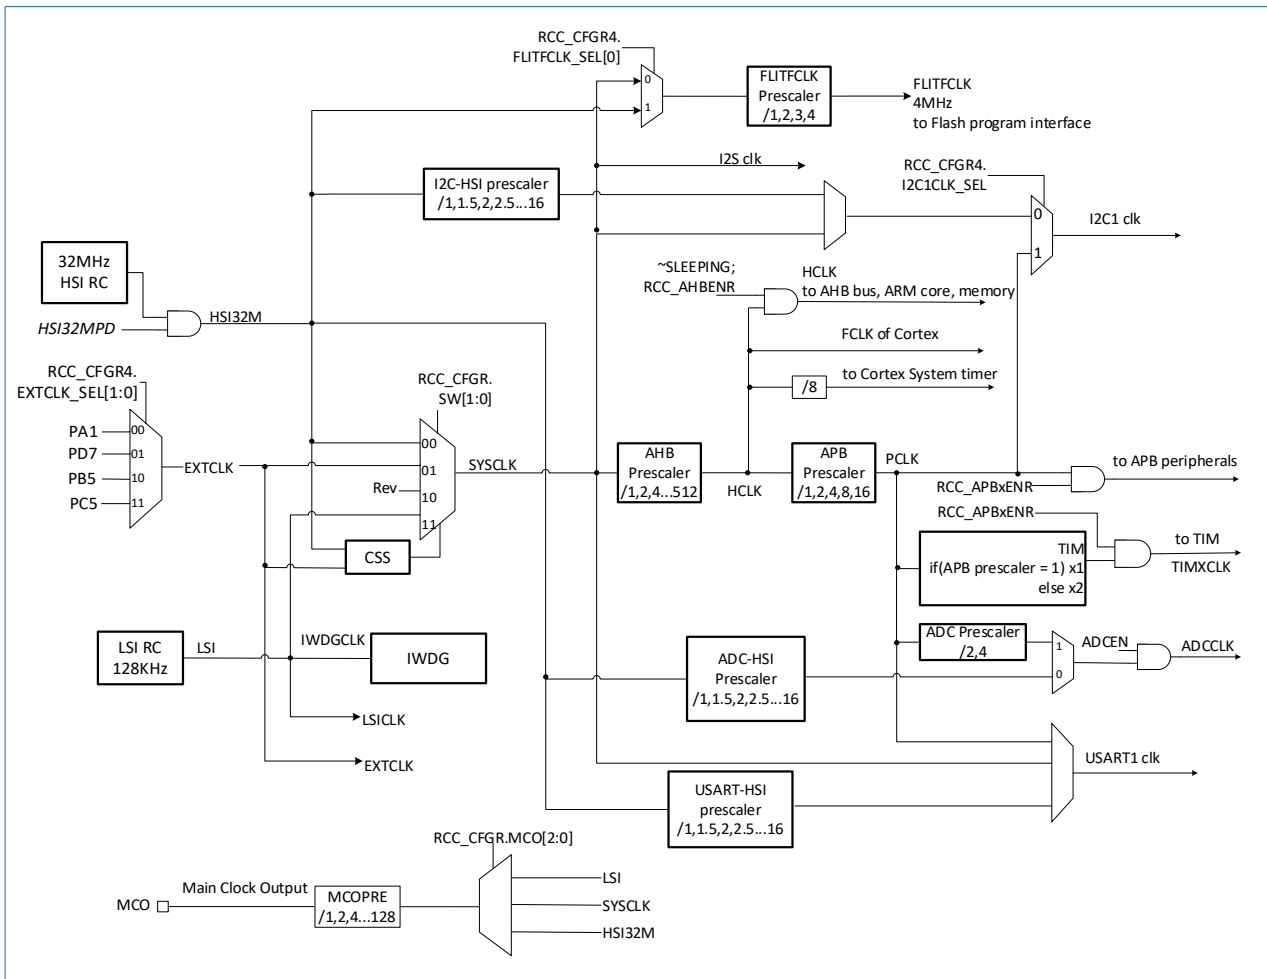 RCC_CFGR4.
FLITFCLK_SEL[0]
0
1
FLITFCLK
Prescaler
/1,2,3,4
FLITFCLK
4MHz
to Flash program interface
I2S clk
RCC_CFGR4.
I2C1CLK_SEL
I2C-HSI prescaler
/1,1.5,2,2.5...16
0
1
I2C1 clk
32MHz
HSI RC
HSI32MPD
HSI32M
~SLEEPING;
RCC_AHBENR
HCLK
to AHB bus, ARM core, memory
FCLK of Cortex
/8
to Cortex System timer
RCC_CFGR4.
EXTCLK_SEL[1:0]
PA1
PD7
PB5
PC5
00
01
10
11
EXTCLK
RCC_CFGR.
SW[1:0]
00
01
Rev
10
11
SYSCLK
CSS
AHB
Prescaler
/1,2,4...512
HCLK
APB
Prescaler
/1,2,4,8,16
PCLK
to APB peripherals
RCC_APBxENR
RCC_APBxENR
TIM
if(APB prescaler = 1) x1
else x2
to TIM
TIMXCLK
LSI RC
128KHz
LSI
IWDGCLK
IWDG
LSICLK
EXTCLK
ADC-HSI
Prescaler
/1,1.5,2,2.5...16
ADC Prescaler
/2,4
1
0
ADCEN
ADCCLK
USART-HSI
prescaler
/1,1.5,2,2.5...16
USART1 clk
RCC_CFGR.MCO[2:0]
MCO
Main Clock Output
MCOPRE
/1,2,4...128
LSI
SYSCLK
HSI32M